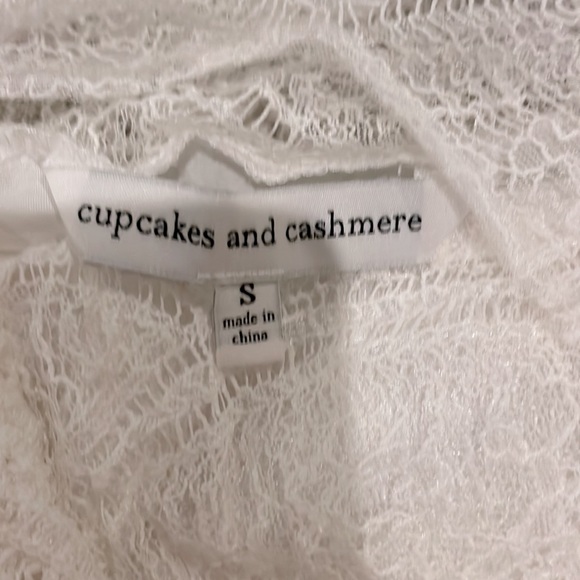 cupcakes and cashmere
S
made in
china